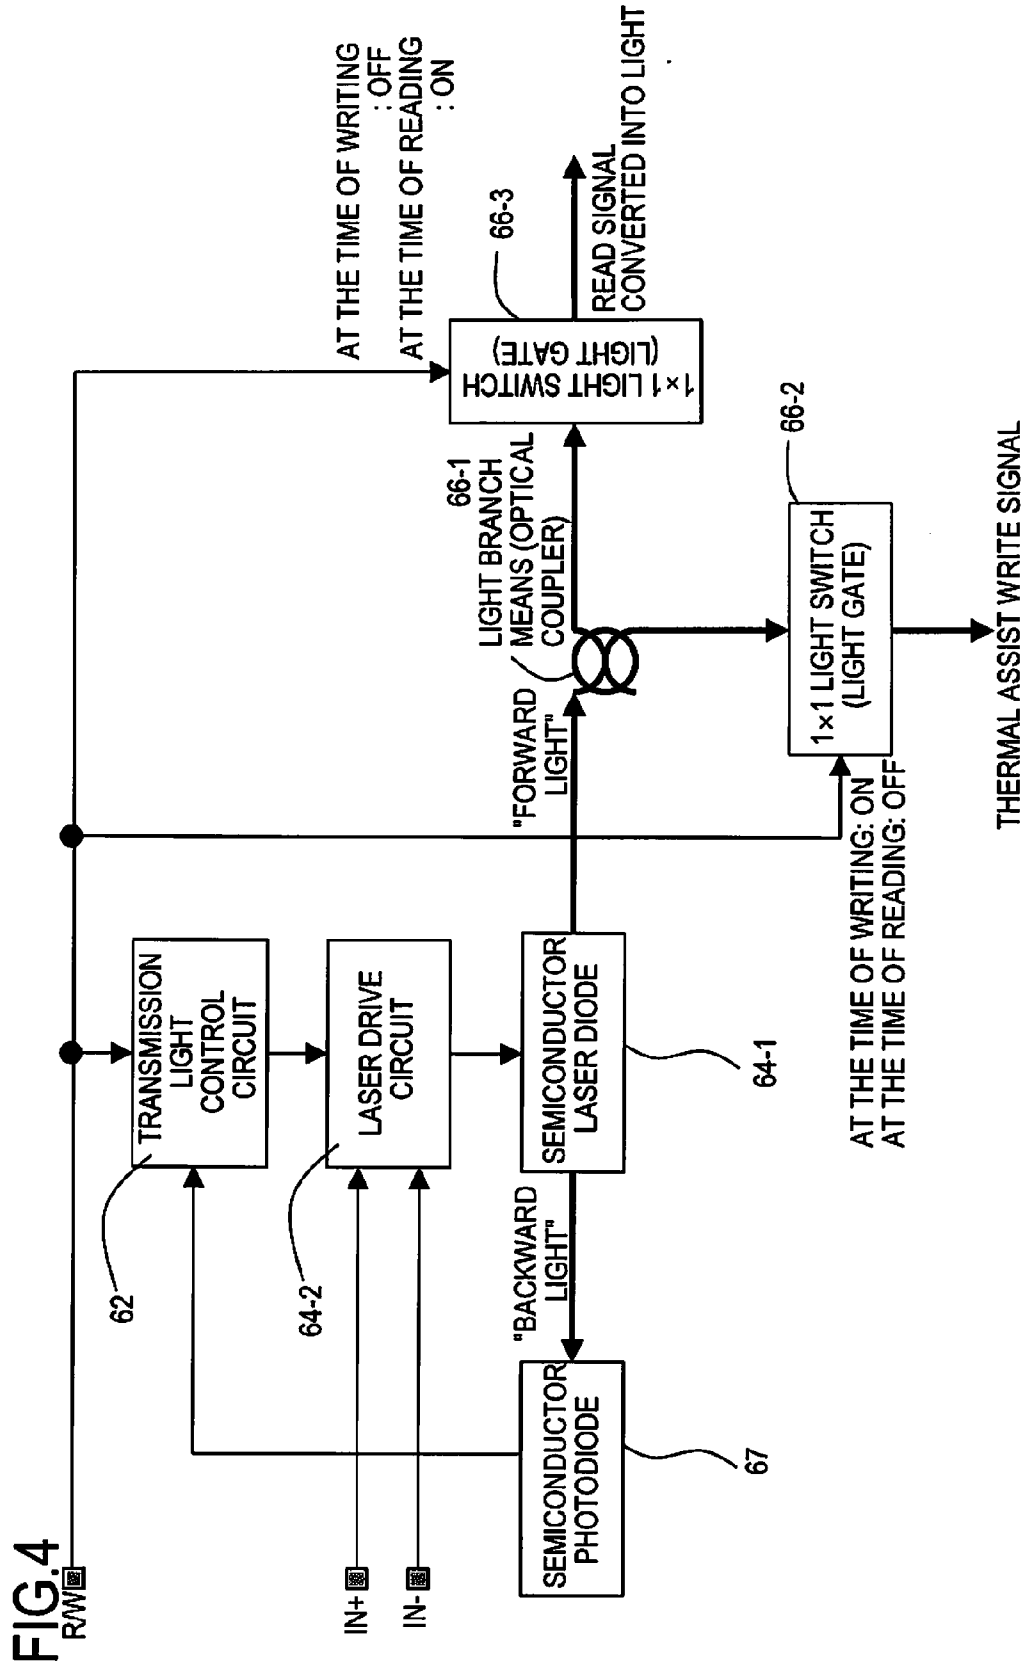 FIG.4
R/W
IN+
IN-
62
TRANSMISSION
LIGHT
CONTROL
CIRCUIT
64-2
LASER DRIVE
CIRCUIT
SEMICONDUCTOR
PHOTODIODE
67
"BACKWARD
LIGHT"
SEMICONDUCTOR
LASER DIODE
64-1
"FORWARD
LIGHT"
66-1
LIGHT BRANCH
MEANS (OPTICAL
COUPLER)
AT THE TIME OF WRITING
: OFF
AT THE TIME OF READING
: ON
66-3
1×1 LIGHT SWITCH
(LIGHT GATE)
READ SIGNAL
CONVERTED INTO LIGHT
66-2
1×1 LIGHT SWITCH
(LIGHT GATE)
AT THE TIME OF WRITING: ON
AT THE TIME OF READING: OFF
THERMAL ASSIST WRITE SIGNAL